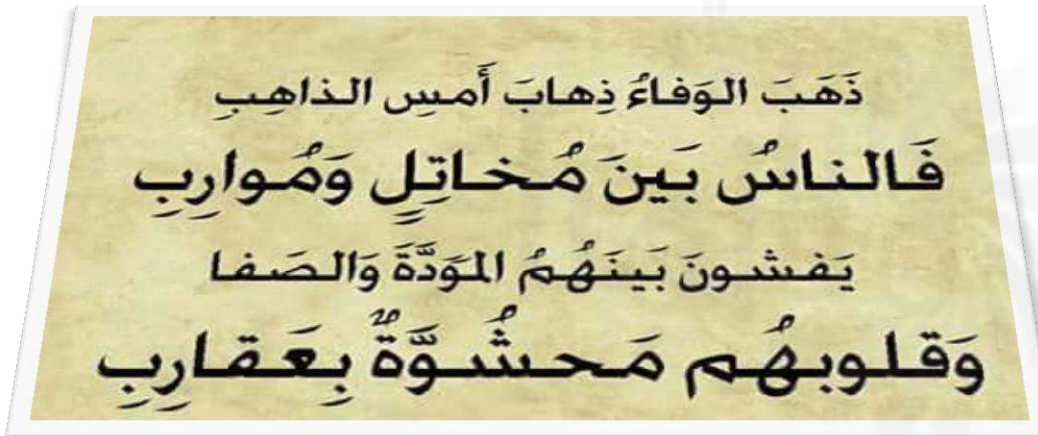 ذَهَبَ الوَفاءُ ذِهابَ أَمسِ الذاهِبِ
فَالناسُ بَينَ مُخاتِلٍ وَمُوارِبِ
يَفشونَ بَينَهُمُ المَوَدَّةَ وَالصَفا
وَقلوبهُم مَحشُوَّةٌ بِعَقارِبِ